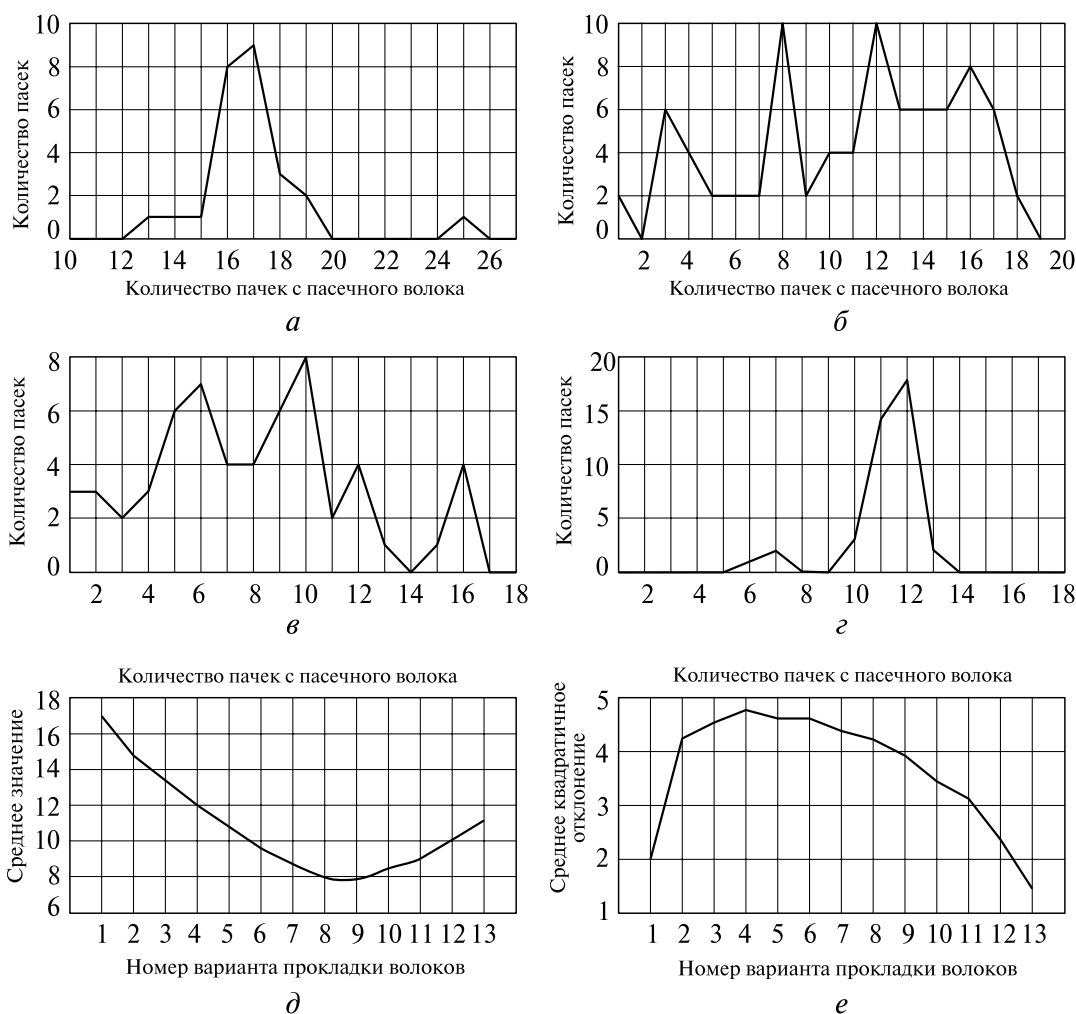 10
8
6
4
2
0
Количество пасек
10 12 14 16 18 20 22 24 26
Количество пачек с пасечного волока
а
10
8
6
4
2
0
Количество пасек
2 4 6 8 10 12 14 16 18 20
Количество пачек с пасечного волока
б
8
6
4
2
0
Количество пасек
2 4 6 8 10 12 14 16 18
в
Количество пачек с пасечного волока
20
15
10
5
0
Количество пасек
2 4 6 8 10 12 14 16 18
г
Количество пачек с пасечного волока
18
16
14
12
10
8
6
Среднее значение
1 2 3 4 5 6 7 8 9 10 11 12 13
Номер варианта прокладки волоков
д
5
4
3
2
1
Среднее квадратичное
отклонение
1 2 3 4 5 6 7 8 9 10 11 12 13
Номер варианта прокладки волоков
е